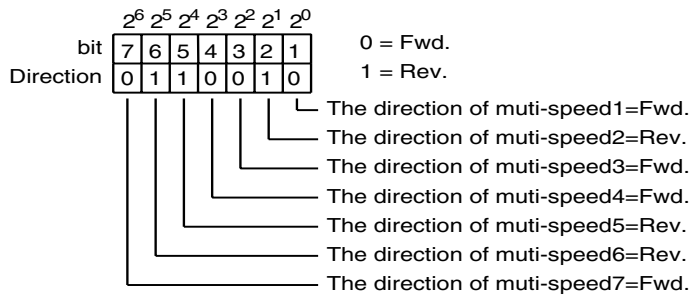 2⁶ 2⁵ 2⁴ 2³ 2² 2¹ 2⁰
bit 7 6 5 4 3 2 1 0 = Fwd.
Direction 0 1 1 0 0 1 0 1 = Rev.
The direction of muti-speed1=Fwd.
The direction of muti-speed2=Rev.
The direction of muti-speed3=Fwd.
The direction of muti-speed4=Fwd.
The direction of muti-speed5=Rev.
The direction of muti-speed6=Rev.
The direction of muti-speed7=Fwd.